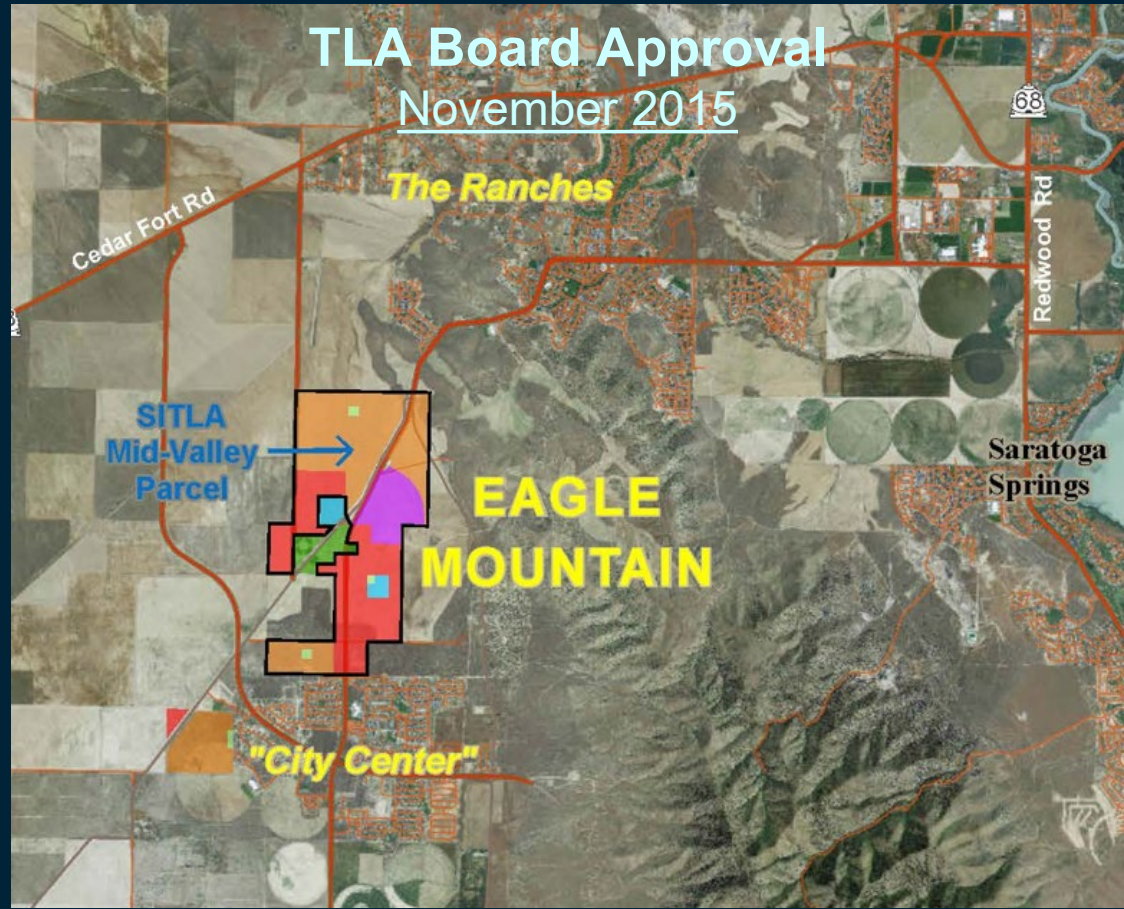 TLA Board Approval
November 2015
68
The Ranches
Cedar Fort Rd
Redwood Rd
SITLA
Mid-Valley
Parcel
Saratoga
Springs
EAGLE
MOUNTAIN
"City Center"